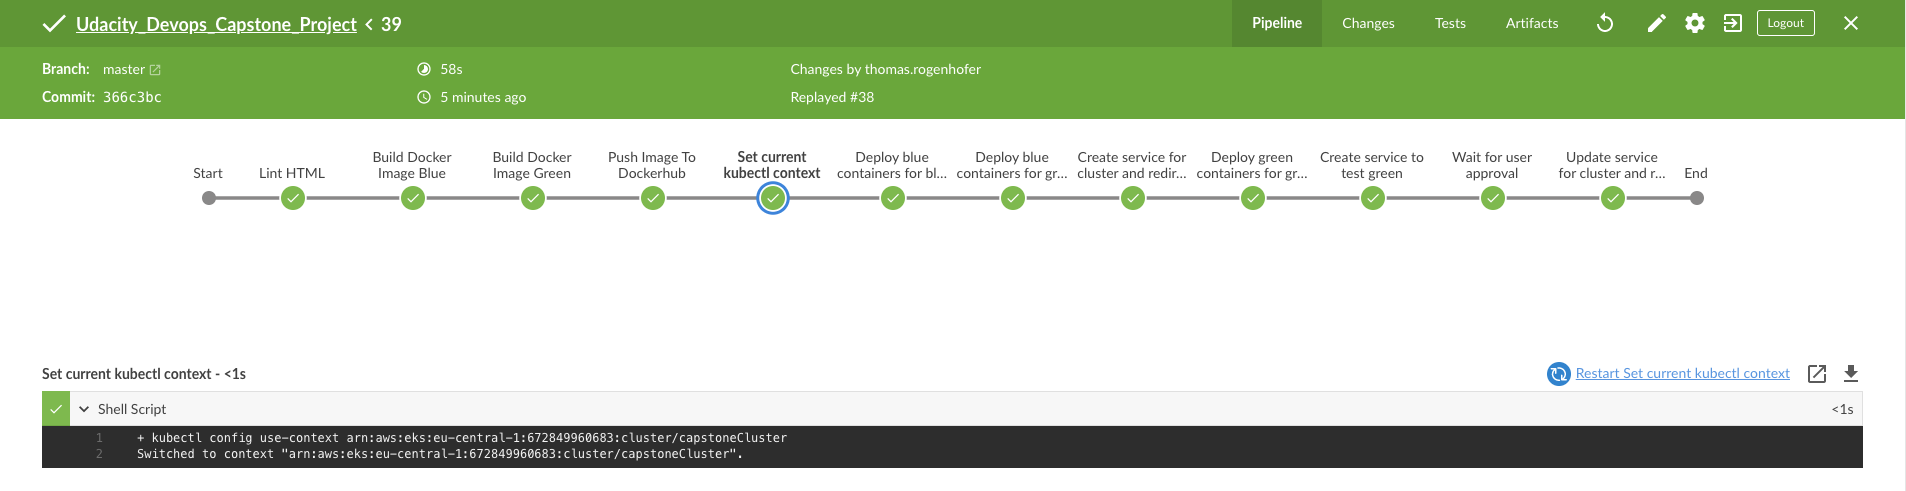 Udacity_Devops_Capstone_Project < 39
Pipeline
Changes
Tests
Artifacts
Logout
Branch: master
58s
Changes by thomas.rogenhofer
Commit: 366c3bc
5 minutes ago
Replayed #38
Start
Lint HTML
Build Docker
Image Blue
Build Docker
Image Green
Push Image To
Dockerhub
Set current
kubectl context
Deploy blue
containers for bl...
Deploy blue
containers for gr...
Create service for
cluster and redir...
Deploy green
containers for gr...
Create service to
test green
Wait for user
approval
Update service
for cluster and r...
End
Set current kubectl context - <1s
Restart Set current kubectl context
Shell Script
<1s
1 + kubectl config use-context arn:aws:eks:eu-central-1:672849960683:cluster/capstoneCluster
2 Switched to context "arn:aws:eks:eu-central-1:672849960683:cluster/capstoneCluster".